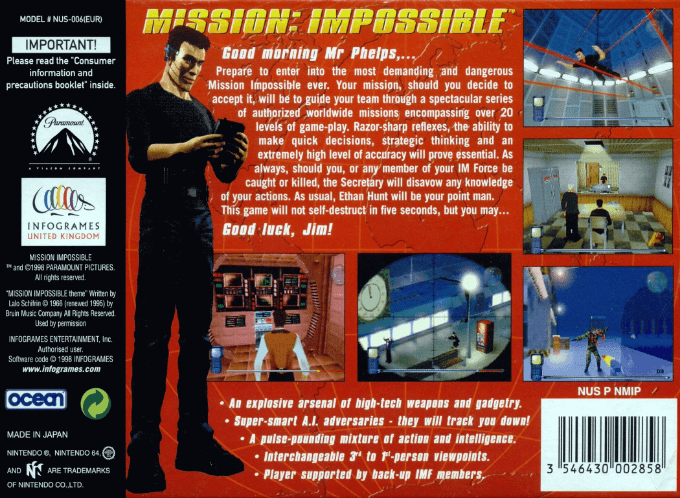 MODEL # NUS-006(EUR)
IMPORTANT!
Please read the "Consumer
information and
precautions booklet" inside.
Paramount
A VIACOM COMPANY
INFOGRAMES
UNITED KINGDOM
MISSION IMPOSSIBLE
™ and ©1998 PARAMOUNT PICTURES.
All rights reserved.
"MISSION IMPOSSIBLE theme" Written by
Lalo Schifrin © 1966 (renewed 1995) by
Bruin Music Company All Rights Reserved.
Used by permission
INFOGRAMES ENTERTAINMENT, Inc.
Authorised user.
Software code © 1998 INFOGRAMES
www.infogrames.com
ocean
MADE IN JAPAN
NINTENDO ®, NINTENDO 64,
AND ARE TRADEMARKS
OF NINTENDO CO.,LTD.
MISSION: IMPOSSIBLE™
Good morning Mr Phelps,...
Prepare to enter into the most demanding and dangerous
Mission Impossible ever. Your mission, should you decide to
accept it, will be to guide your team through a spectacular series
of authorized worldwide missions encompassing over 20
levels of game-play. Razor-sharp reflexes, the ability to
make quick decisions, strategic thinking and an
extremely high level of accuracy will prove essential. As
always, should you, or any member of your IM Force be
caught or killed, the Secretary will disavow any knowledge
of your actions. As usual, Ethan Hunt will be your point man.
This game will not self-destruct in five seconds, but you may...
Good luck, Jim!
• An explosive arsenal of high-tech weapons and gadgetry.
• Super-smart A.I. adversaries - they will track you down!
• A pulse-pounding mixture of action and intelligence.
• Interchangeable 3rd to 1st-person viewpoints.
• Player supported by back-up IMF members.
NUS P NMIP
3 546430 002858